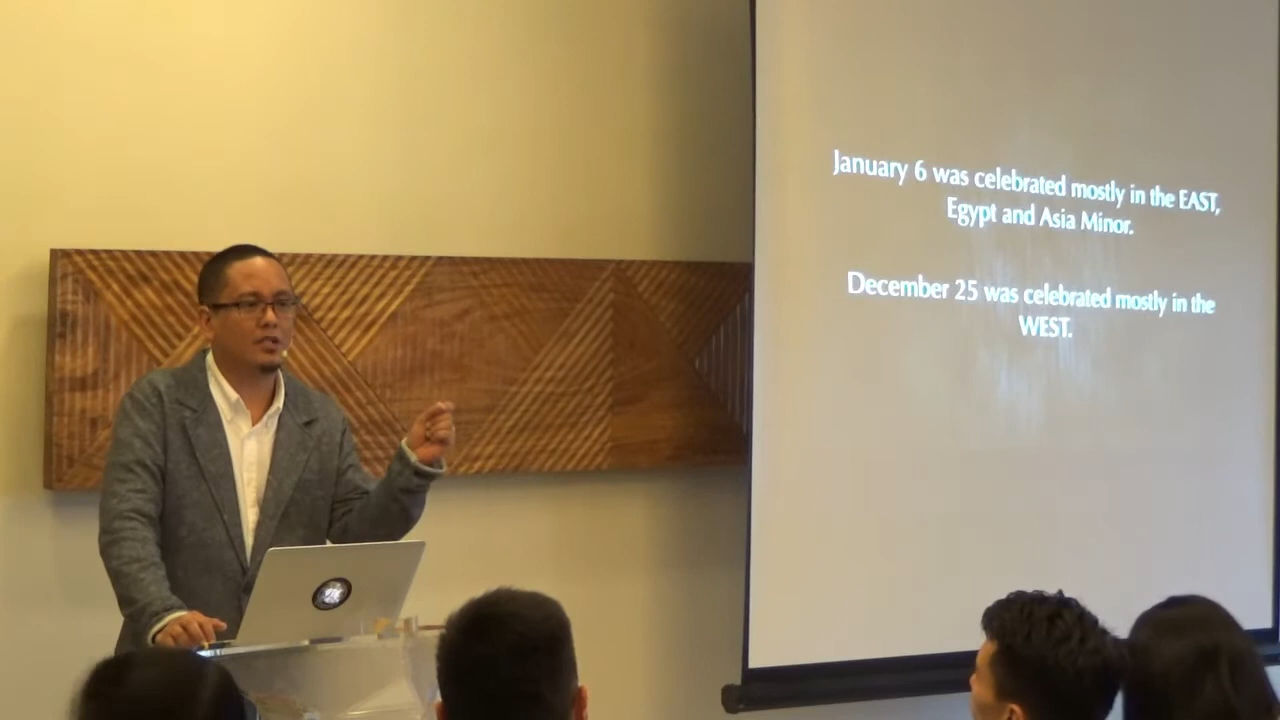 January 6 was celebrated mostly in the EAST,
Egypt and Asia Minor.
December 25 was celebrated mostly in the
WEST.